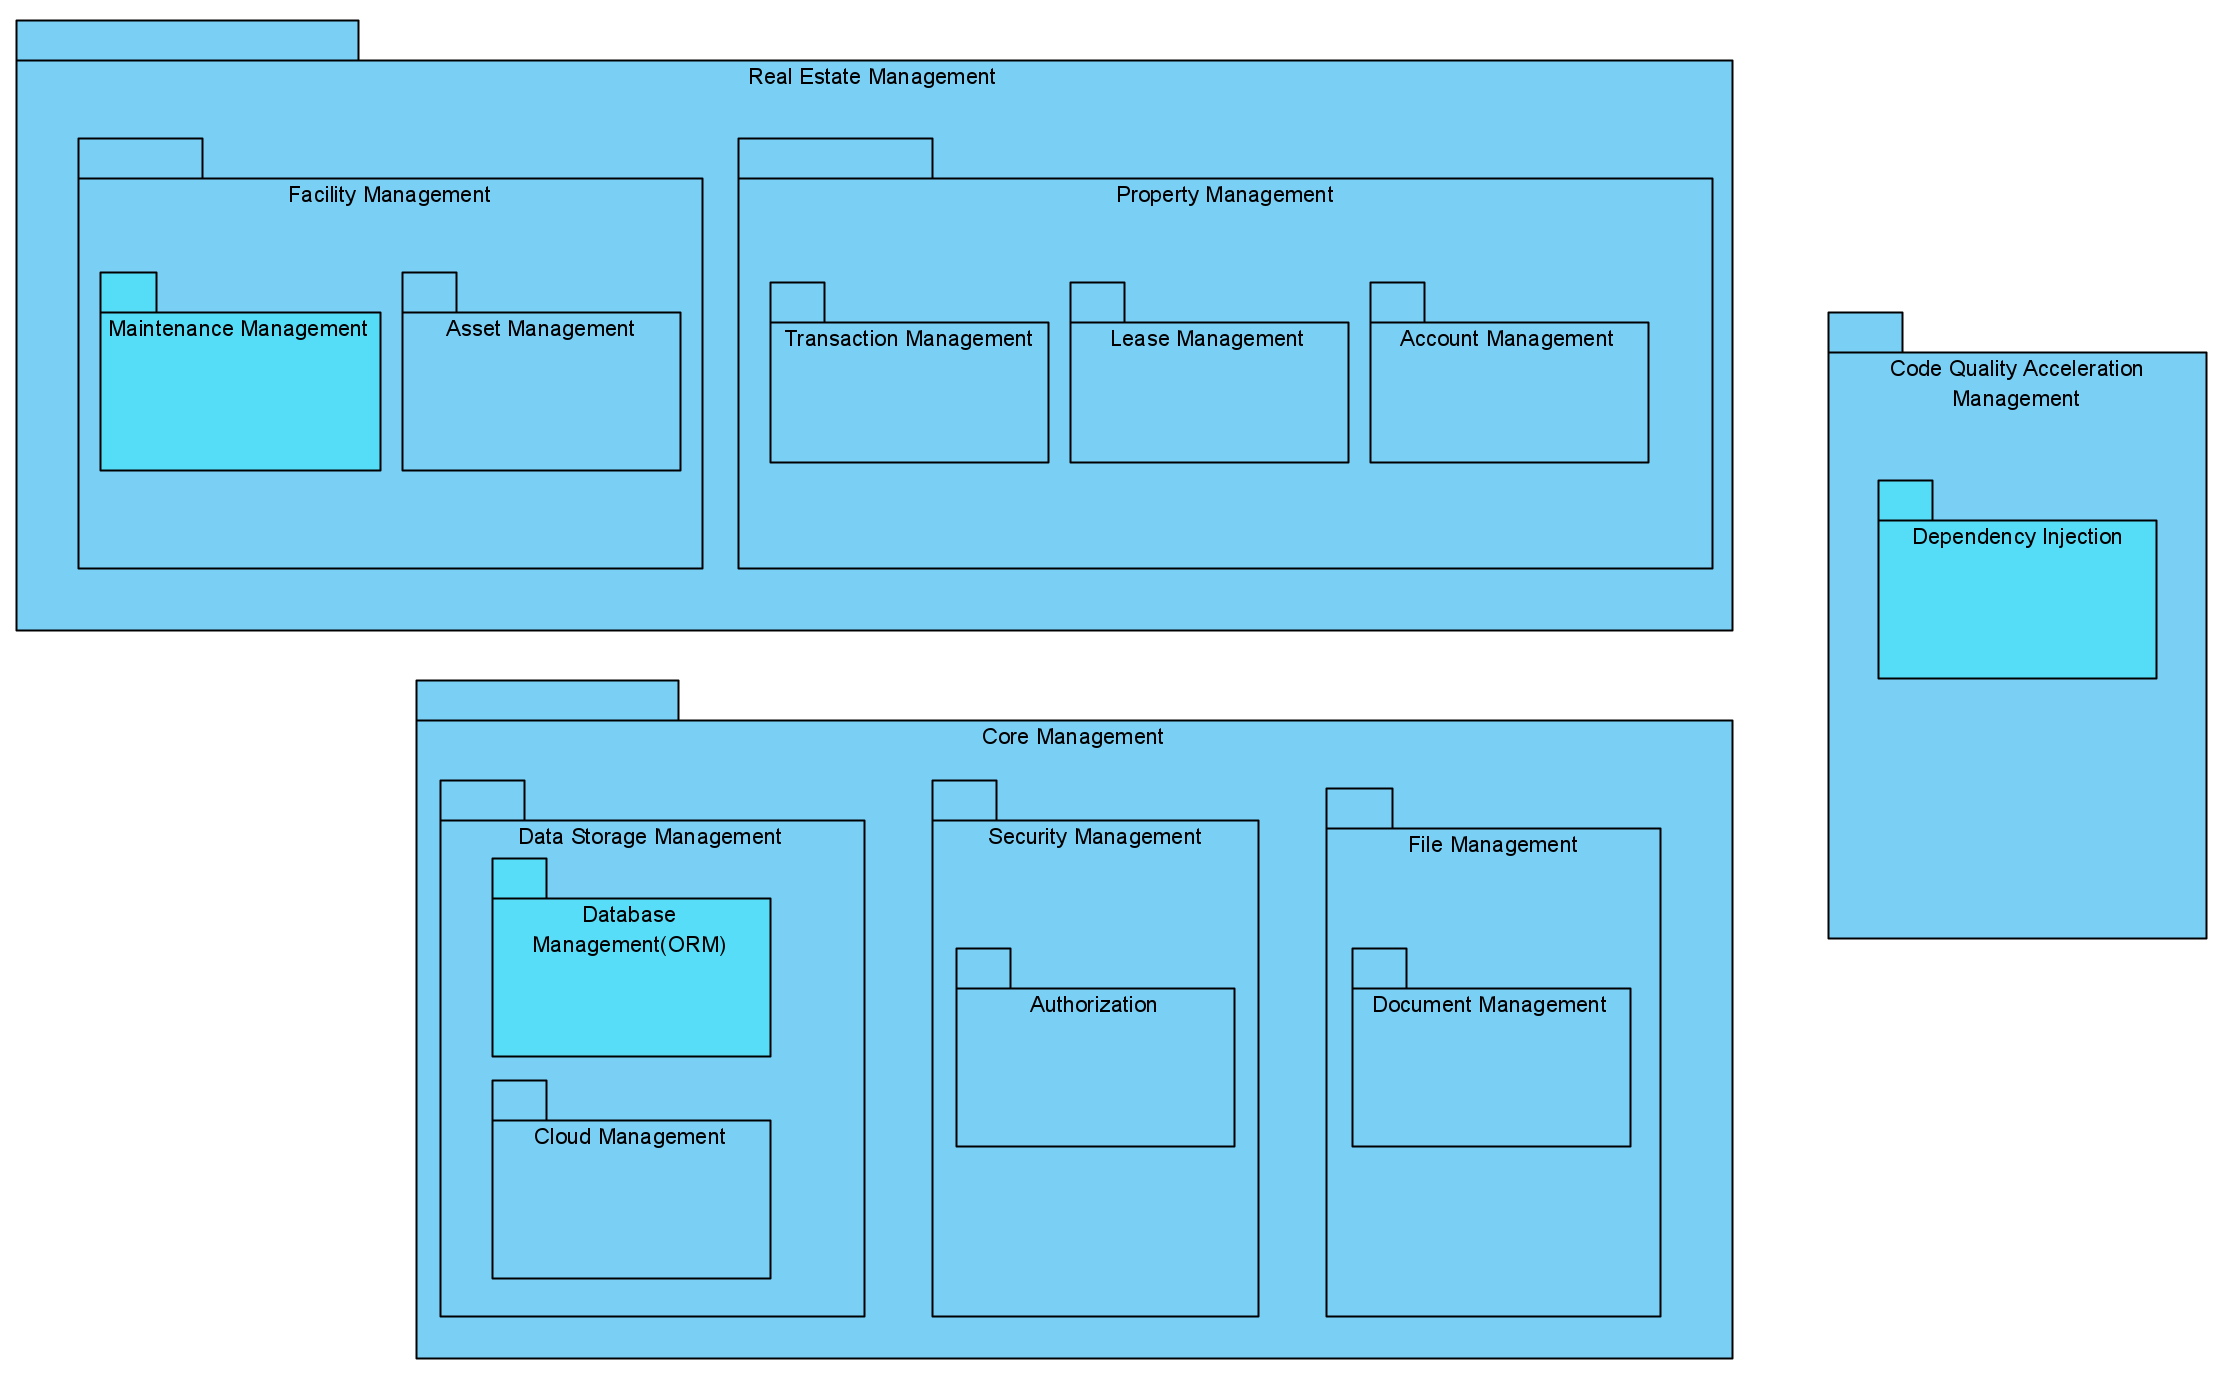 Real Estate Management
Facility Management
Property Management
Maintenance Management
Asset Management
Transaction Management
Lease Management
Account Management
Code Quality Acceleration
Management
Dependency Injection
Core Management
Data Storage Management
Security Management
File Management
Database
Management(ORM)
Authorization
Document Management
Cloud Management